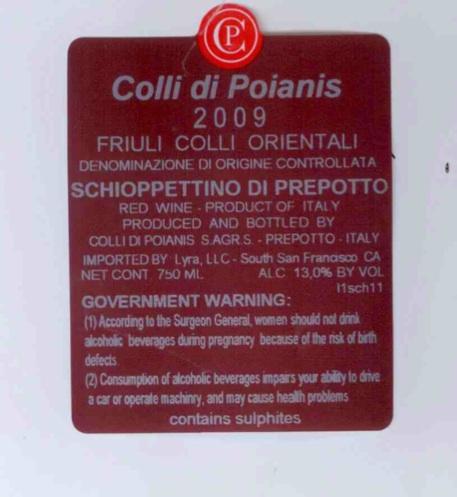 CP
Colli di Poianis
2009
FRIULI COLLI ORIENTALI
DENOMINAZIONE DI ORIGINE CONTROLLATA
SCHIOPPETTINO DI PREPOTTO
RED WINE - PRODUCT OF ITALY
PRODUCED AND BOTTLED BY
COLLI DI POIANIS S.AGR.S. - PREPOTTO - ITALY
IMPORTED BY Lyra, LLC - South San Francisco CA
NET CONT. 750 ML ALC 13,0% BY VOL
l1sch11
GOVERNMENT WARNING:
(1) According to the Surgeon General, women should not drink
alcoholic beverages during pregnancy because of the risk of birth
defects
(2) Consumption of alcoholic beverages impairs your ability to drive
a car or operate machinry, and may cause health problems
contains sulphites